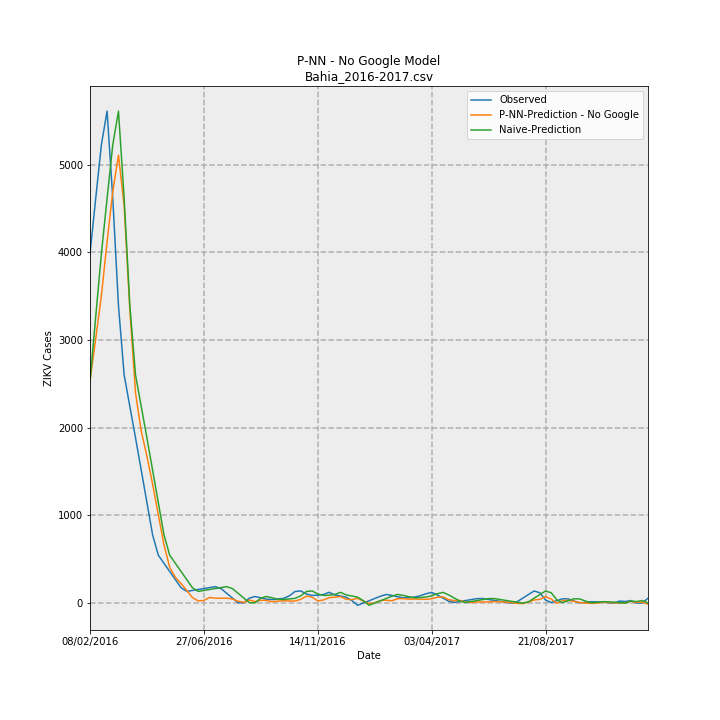 P-NN - No Google Model
Bahia_2016-2017.csv
Observed
P-NN-Prediction - No Google
Naive-Prediction
ZIKV Cases
5000
4000
3000
2000
1000
0
08/02/2016 27/06/2016 14/11/2016 03/04/2017 21/08/2017
Date